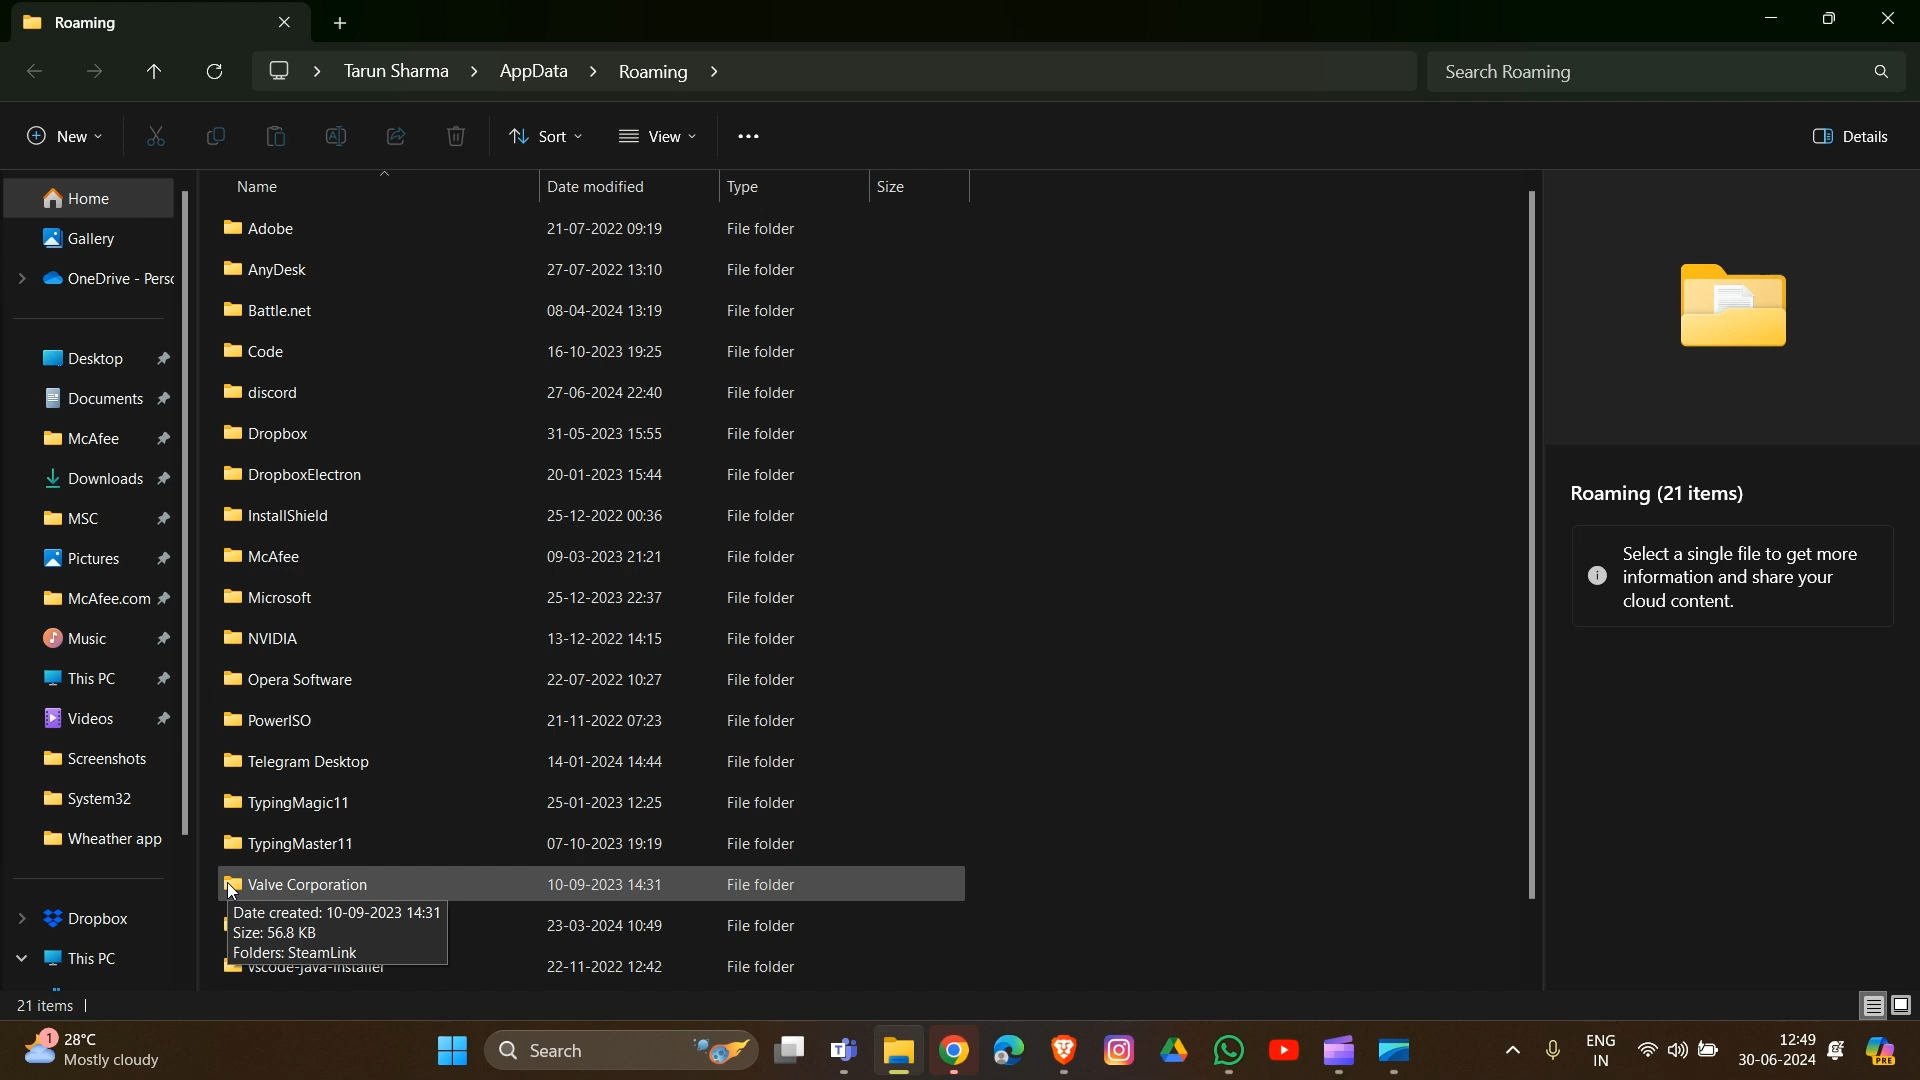 Roaming
Tarun Sharma > AppData > Roaming >
Search Roaming
New
Sort
View
Details
Home
Gallery
OneDrive - Pers
Desktop
Documents
McAfee
Downloads
MSC
Pictures
McAfee.com
Music
This PC
Videos
Screenshots
System32
Wheather app
Dropbox
This PC
Name Date modified Type Size
Adobe 21-07-2022 09:19 File folder
AnyDesk 27-07-2022 13:10 File folder
Battle.net 08-04-2024 13:19 File folder
Code 16-10-2023 19:25 File folder
discord 27-06-2024 22:40 File folder
Dropbox 31-05-2023 15:55 File folder
DropboxElectron 20-01-2023 15:44 File folder
InstallShield 25-12-2022 00:36 File folder
McAfee 09-03-2023 21:21 File folder
Microsoft 25-12-2023 22:37 File folder
NVIDIA 13-12-2022 14:15 File folder
Opera Software 22-07-2022 10:27 File folder
PowerISO 21-11-2022 07:23 File folder
Telegram Desktop 14-01-2024 14:44 File folder
TypingMagic11 25-01-2023 12:25 File folder
TypingMaster11 07-10-2023 19:19 File folder
Valve Corporation 10-09-2023 14:31 File folder
Date created: 10-09-2023 14:31
Size: 56.8 KB
Folders: SteamLink
23-03-2024 10:49 File folder
vscode-java-installer 22-11-2022 12:42 File folder
Roaming (21 items)
Select a single file to get more
information and share your
cloud content.
21 items
1
28°C
Mostly cloudy
Search
ENG
IN
12:49
30-06-2024
PRE